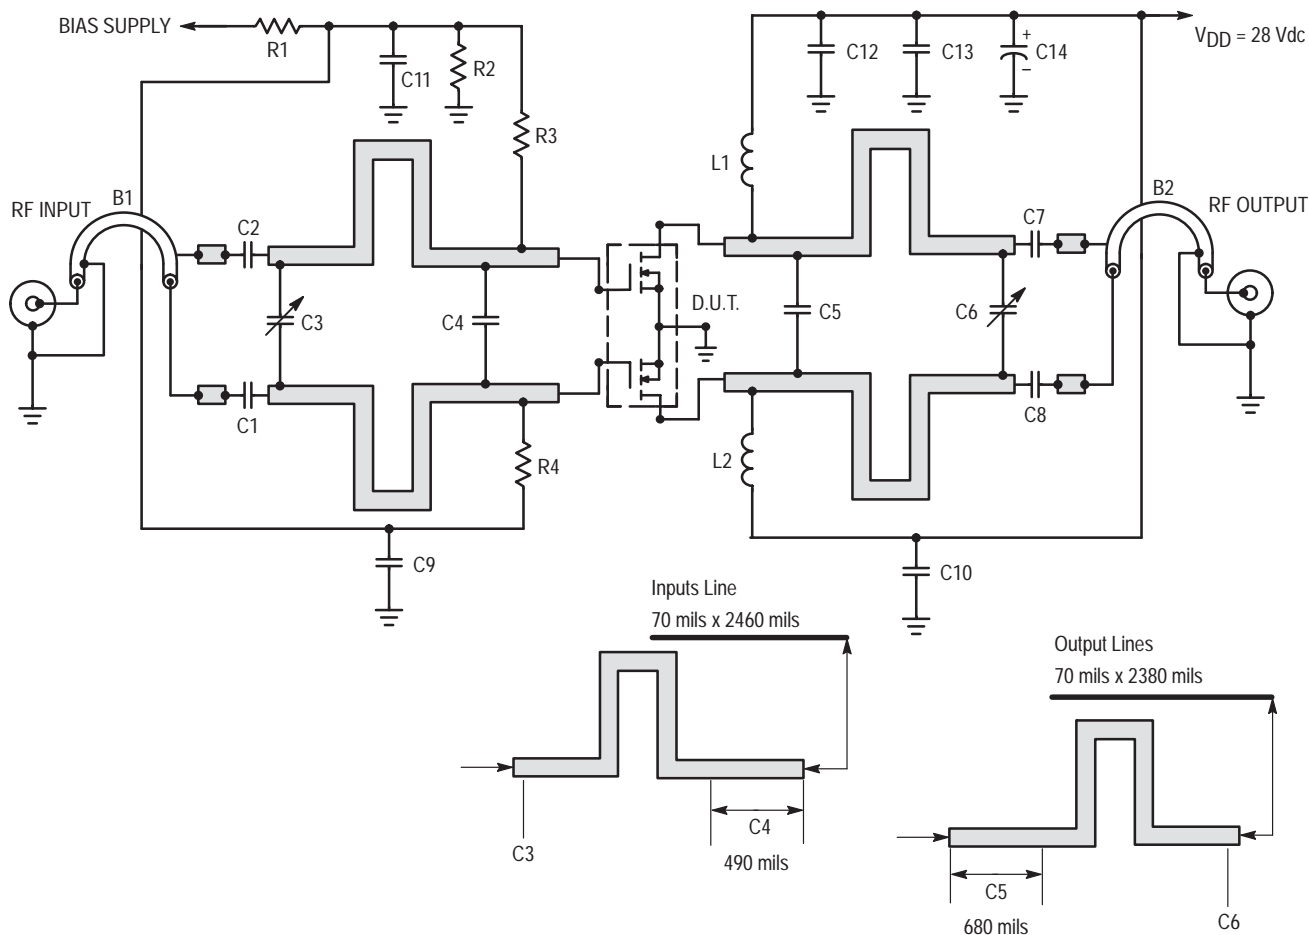 BIAS SUPPLY
R1
C11
R2
R3
C12
C13
+
C14
–
VDD = 28 Vdc
L1
RF INPUT
B1
C2
C3
C4
D.U.T.
C5
C6
C7
B2
RF OUTPUT
C1
R4
L2
C8
C9
C10
Inputs Line
70 mils x 2460 mils
C3
C4
490 mils
Output Lines
70 mils x 2380 mils
C5
680 mils
C6